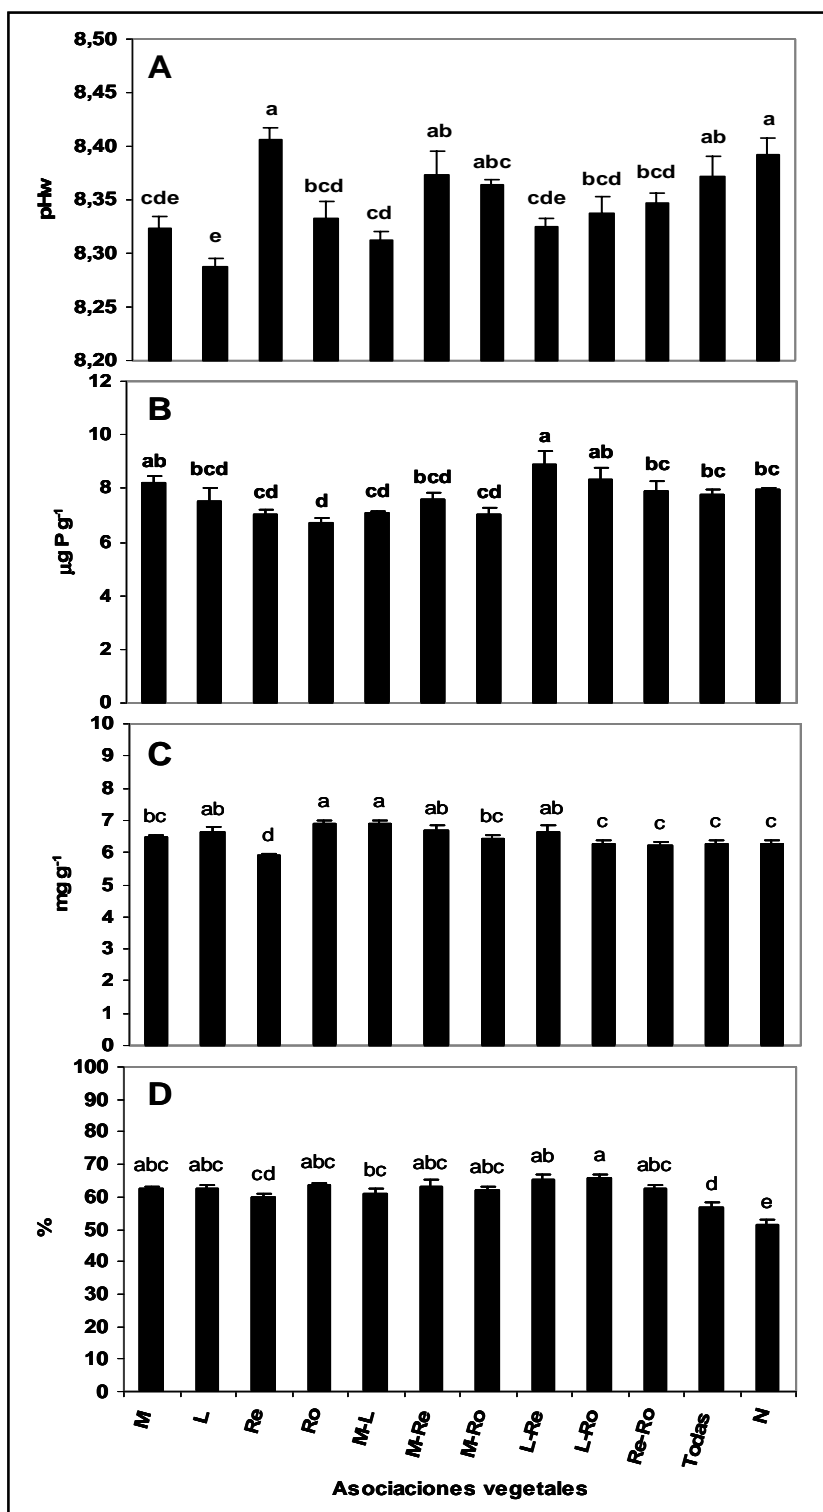 A
8,50
8,45
8,40
8,35
8,30
8,25
8,20
pHw
cde
e
a
bcd
cd
ab
abc
cde
bcd
bcd
ab
a
B
12
10
8
6
4
2
0
µg P g-1
ab
bcd
cd
d
cd
bcd
cd
a
ab
bc
bc
bc
C
10
9
8
7
6
5
4
3
2
1
0
mg g-1
bc
ab
d
a
a
ab
bc
ab
c
c
c
c
D
100
90
80
70
60
50
40
30
20
10
0
%
abc
abc
cd
abc
bc
abc
abc
ab
a
abc
d
e
M
L
Re
Ro
M-L
M-Re
M-Ro
L-Re
L-Ro
Re-Ro
Todas
N
Asociaciones vegetales